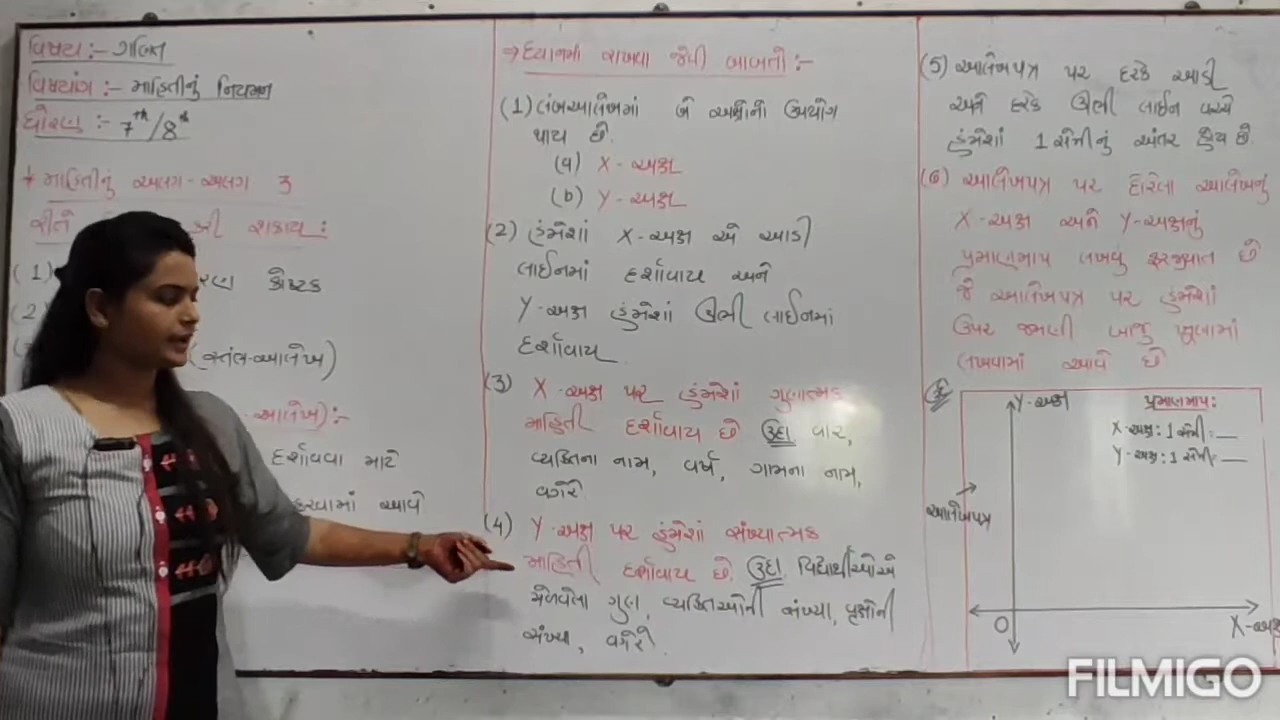 વિષય :- ગણિત
વિષયાંગ :- માહિતીનું નિયમન
ધોરણ :- 7th/8th
* માહિતીનું અલગ-અલગ 3
રીતે શકાય :
(1) કોષ્ટક
(2)
(સ્તંભ-આલેખ)
-આલેખ) :-
દર્શાવવા માટે
કરવામાં આવે
⇒ ધ્યાનમાં રાખવા જેવી બાબતો :-
(1) લંબઆલેખમાં બે અક્ષોનો ઉપયોગ
થાય છે.
(a) X-અક્ષ
(b) Y-અક્ષ
(2) હંમેશાં X-અક્ષ એ આડી
લાઈનમાં દર્શાવાય અને
Y-અક્ષ હંમેશાં ઊભી લાઈનમાં
દર્શાવાય.
(3) X-અક્ષ પર હંમેશાં ગુણાત્મક
માહિતી દર્શાવાય છે ઉદા. વાર,
વ્યક્તિના નામ, વર્ષ, ગામના નામ,
વગેરે.
(4) Y-અક્ષ પર હંમેશાં સંખ્યાત્મક
માહિતી દર્શાવાય છે. ઉદા. વિદ્યાર્થીઓએ
મેળવેલા ગુણ, વ્યક્તિઓની સંખ્યા, વૃક્ષોની
સંખ્યા, વગેરે.
(5) આલેખપત્ર પર દરેક આડી
અને દરેક ઊભી લાઈન વચ્ચે
હંમેશાં 1 સેમીનું અંતર હોય છે.
(6) આલેખપત્ર પર દોરેલા આલેખનું
X-અક્ષ અને Y-અક્ષનું
પ્રમાણમાપ લખવું ફરજીયાત છે
જે આલેખપત્ર પર હંમેશાં
ઉપર જમણી બાજુ ખૂણામાં
લખવામાં આવે છે
Y-અક્ષ
પ્રમાણમાપ :
X-અક્ષ : 1 સેમી = __
Y-અક્ષ : 1 સેમી = __
આલેખપત્ર
O
X-અક્ષ
FILMIGO